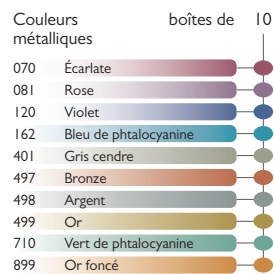 Couleurs métalliques boîtes de 10
070 Écarlate
081 Rose
120 Violet
162 Bleu de phtalocyanine
401 Gris cendre
497 Bronze
498 Argent
499 Or
710 Vert de phtalocyanine
899 Or foncé